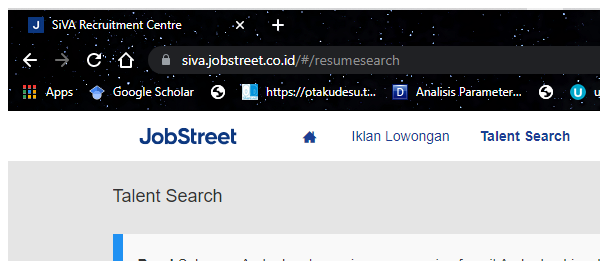 J SiVA Recruitment Centre
siva.jobstreet.co.id/#/resumesearch
Apps Google Scholar https://otakudesu.t:... D Analisis Parameter... U
JobStreet Iklan Lowongan Talent Search
Talent Search